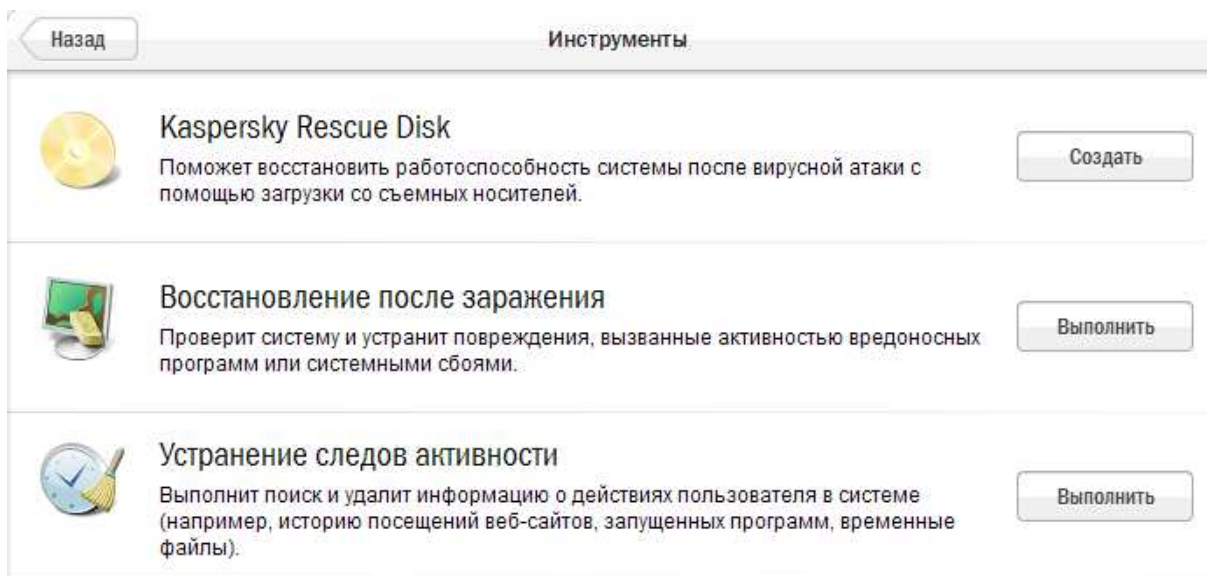 Назад
Инструменты
Kaspersky Rescue Disk
Поможет восстановить работоспособность системы после вирусной атаки с
помощью загрузки со съемных носителей.
Создать
Восстановление после заражения
Проверит систему и устранит повреждения, вызванные активностью вредоносных
программ или системными сбоями.
Выполнить
Устранение следов активности
Выполнит поиск и удалит информацию о действиях пользователя в системе
(например, историю посещений веб-сайтов, запущенных программ, временные
файлы).
Выполнить